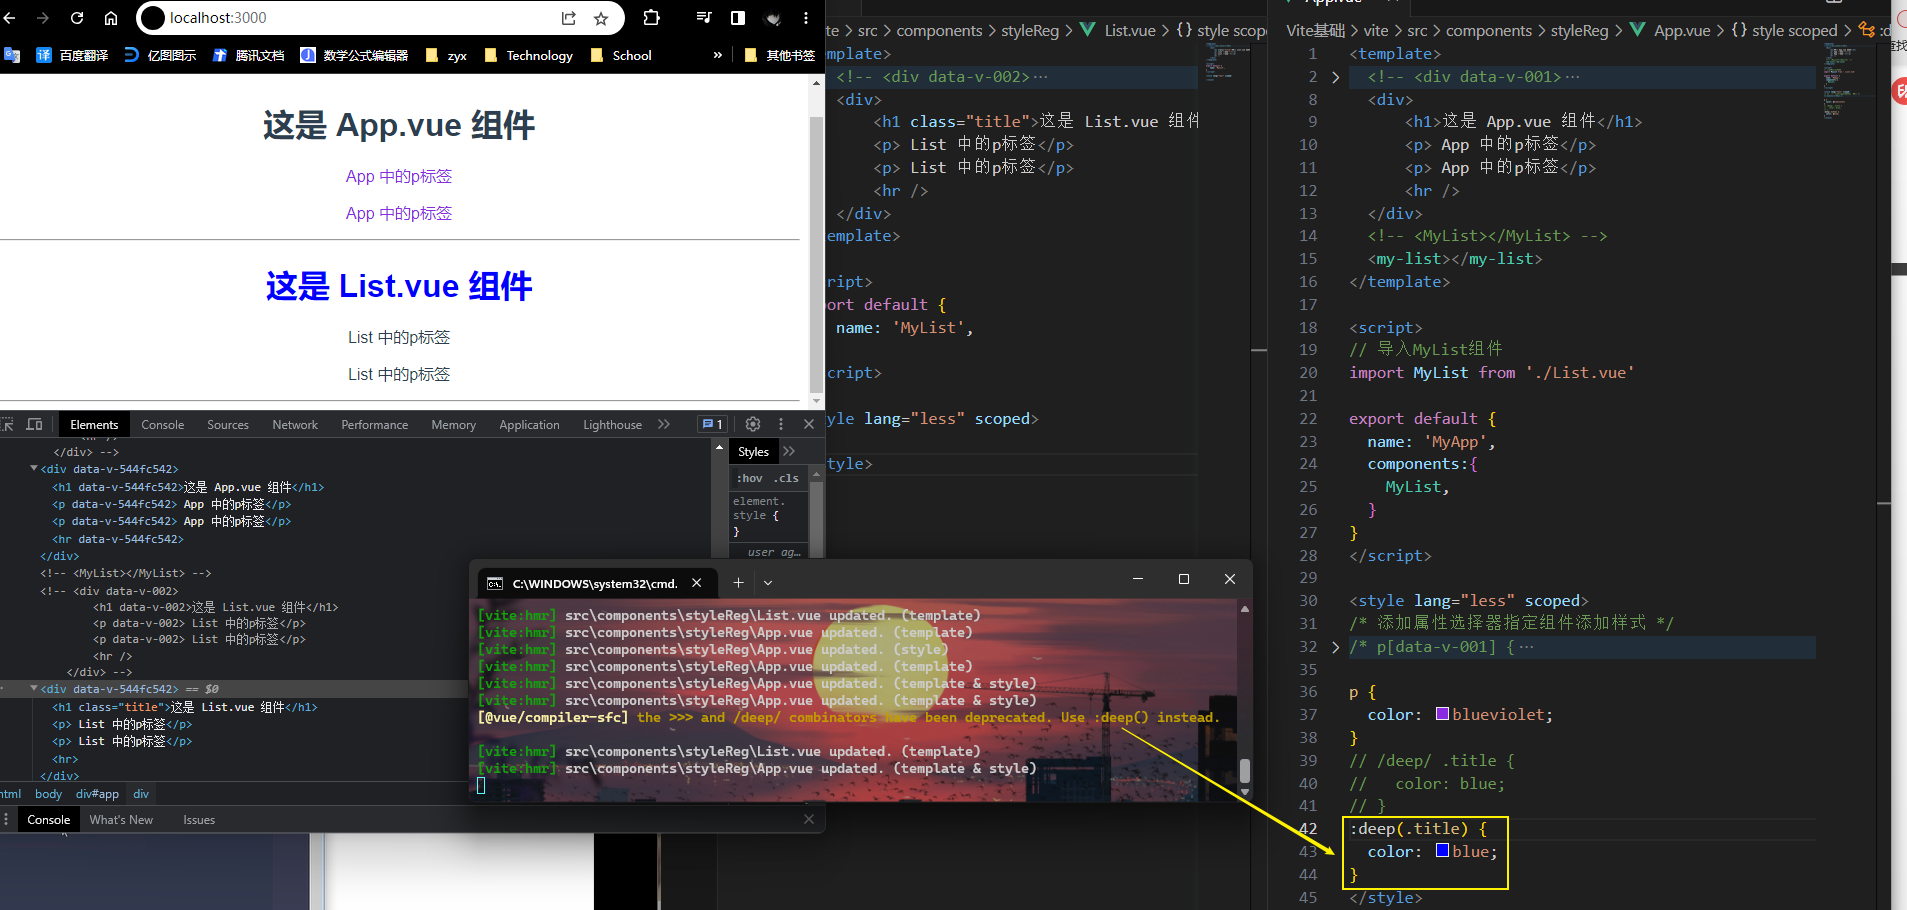 localhost:3000
百度翻译 亿图图示 腾讯文档 数学公式编辑器 zyx Technology School » 其他书签
这是 App.vue 组件
App 中的p标签
App 中的p标签
这是 List.vue 组件
List 中的p标签
List 中的p标签
Elements Console Sources Network Performance Memory Application Lighthouse 1
</div> -->
<div data-v-544fc542>
<h1 data-v-544fc542>这是 App.vue 组件</h1>
<p data-v-544fc542> App 中的p标签</p>
<p data-v-544fc542> App 中的p标签</p>
<hr data-v-544fc542>
</div>
<!-- <MyList></MyList> -->
<!-- <div data-v-002>
<h1 data-v-002>这是 List.vue 组件</h1>
<p data-v-002> List 中的p标签</p>
<p data-v-002> List 中的p标签</p>
<hr />
</div> -->
<div data-v-544fc542> == $0
<h1 class="title">这是 List.vue 组件</h1>
<p> List 中的p标签</p>
<p> List 中的p标签</p>
<hr>
</div>
html body div#app div
Console What's New Issues
Styles
:hov .cls
element.
style {
}
user ag…
C:\WINDOWS\system32\cmd.
[vite:hmr] src\components\styleReg\List.vue updated. (template)
[vite:hmr] src\components\styleReg\App.vue updated. (template)
[vite:hmr] src\components\styleReg\App.vue updated. (style)
[vite:hmr] src\components\styleReg\App.vue updated. (template)
[vite:hmr] src\components\styleReg\App.vue updated. (template & style)
[vite:hmr] src\components\styleReg\App.vue updated. (template & style)
[@vue/compiler-sfc] the >>> and /deep/ combinators have been deprecated. Use :deep() instead.
[vite:hmr] src\components\styleReg\List.vue updated. (template)
[vite:hmr] src\components\styleReg\App.vue updated. (template & style)
te > src > components > styleReg > List.vue > {} style scope
mplate>
<!-- <div data-v-002>…
<div>
<h1 class="title">这是 List.vue 组件
<p> List 中的p标签</p>
<p> List 中的p标签</p>
<hr />
</div>
emplate>
ript>
ort default {
name: 'MyList',
cript>
yle lang="less" scoped>
tyle>
Vite基础 > vite > src > components > styleReg > App.vue > {} style scoped > :d
1 <template>
2 <!-- <div data-v-001>…
8 <div>
9 <h1>这是 App.vue 组件</h1>
10 <p> App 中的p标签</p>
11 <p> App 中的p标签</p>
12 <hr />
13 </div>
14 <!-- <MyList></MyList> -->
15 <my-list></my-list>
16 </template>
17
18 <script>
19 // 导入MyList组件
20 import MyList from './List.vue'
21
22 export default {
23 name: 'MyApp',
24 components:{
25 MyList,
26 }
27 }
28 </script>
29
30 <style lang="less" scoped>
31 /* 添加属性选择器指定组件添加样式 */
32 /* p[data-v-001] {…
35
36 p {
37 color: blueviolet;
38 }
39 // /deep/ .title {
40 // color: blue;
41 // }
42 :deep(.title) {
43 color: blue;
44 }
45 </style>